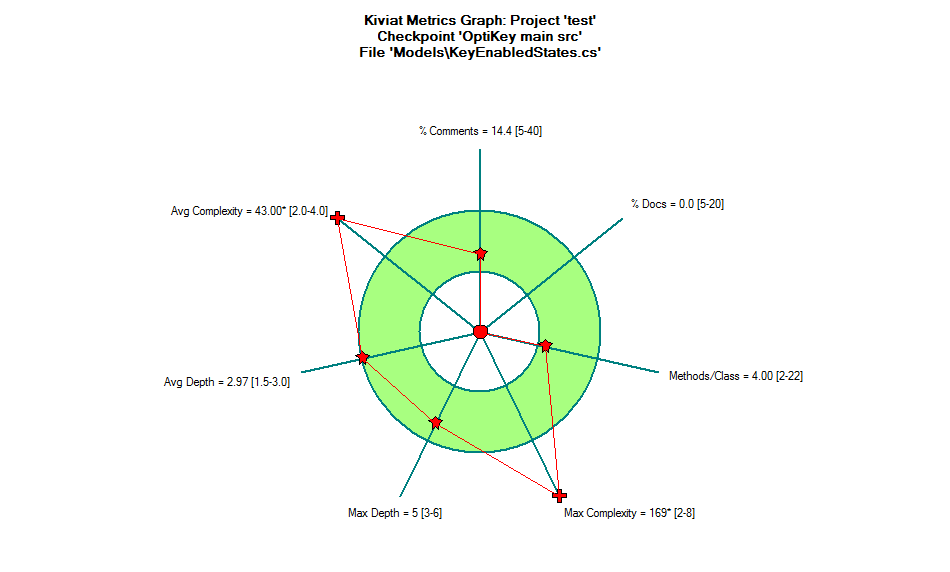 Kiviat Metrics Graph: Project 'test'
Checkpoint 'OptiKey main src'
File 'Models\KeyEnabledStates.cs'
% Comments = 14.4 [5-40]
% Docs = 0.0 [5-20]
Avg Complexity = 43.00* [2.0-4.0]
Methods/Class = 4.00 [2-22]
Avg Depth = 2.97 [1.5-3.0]
Max Depth = 5 [3-6]
Max Complexity = 169* [2-8]